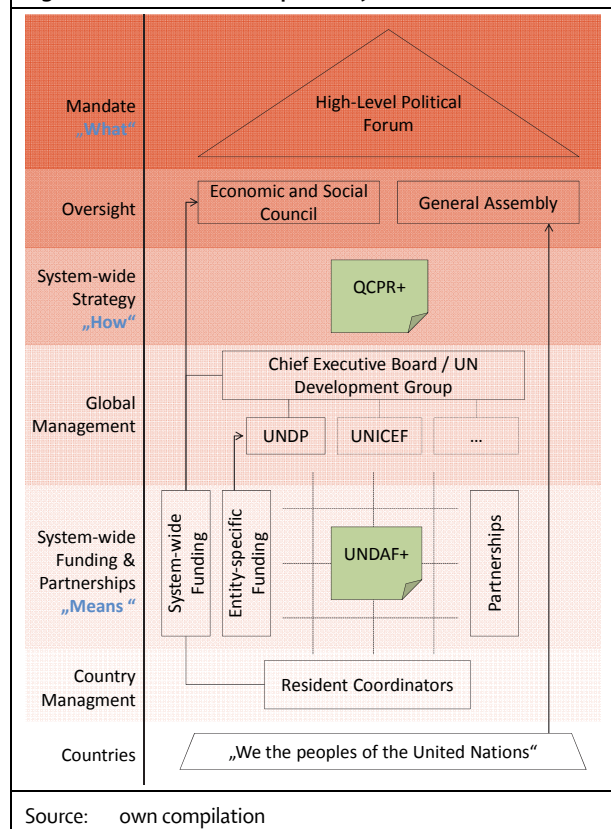 Mandate
„What“
High-Level Political
Forum
Oversight
Economic and Social
Council
General Assembly
System-wide
Strategy
„How“
QCPR+
Global
Management
Chief Executive Board / UN
Development Group
UNDP
UNICEF
...
System-wide
Funding &
Partnerships
„Means “
System-wide
Funding
Entity-specific
Funding
UNDAF+
Partnerships
Country
Managment
Resident Coordinators
Countries
„We the peoples of the United Nations“
Source: own compilation